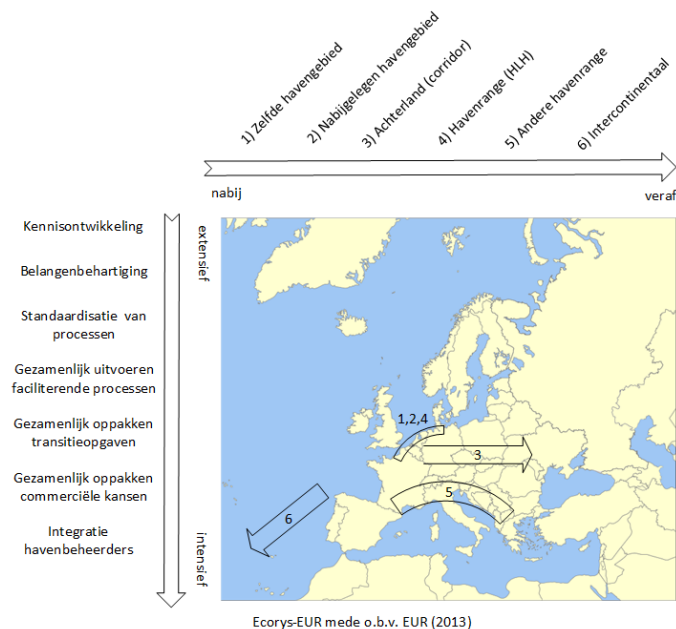 1) Zelfde havengebied
2) Nabijgelegen havengebied
3) Achterland (corridor)
4) Havenrange (HLH)
5) Andere havenrange
6) Intercontinentaal
nabij
veraf
Kennisontwikkeling
Belangenbehartiging
Standaardisatie van
processen
Gezamenlijk uitvoeren
faciliterende processen
Gezamenlijk oppakken
transitieopgaven
Gezamenlijk oppakken
commerciële kansen
Integratie
havenbeheerders
extensief
intensief
1,2,4
3
5
6
Ecorys-EUR mede o.b.v. EUR (2013)